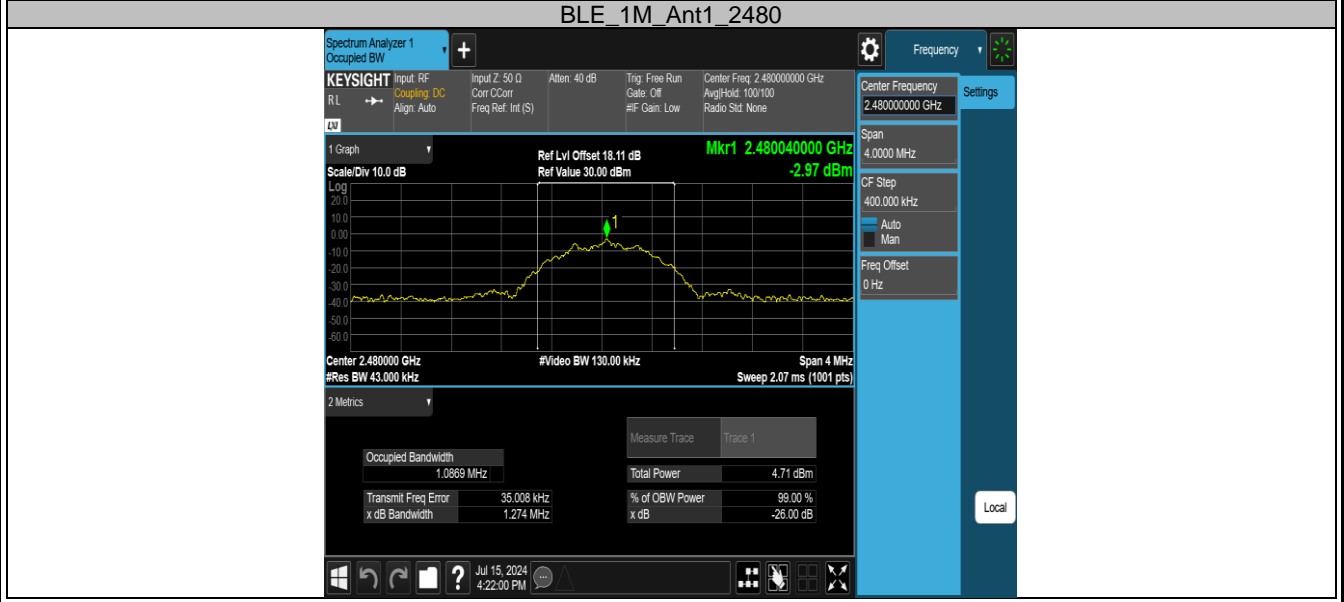 BLE_1M_Ant1_2480
Spectrum Analyzer 1
Occupied BW
Frequency
KEYSIGHT
RL
LXI
Input: RF
Coupling: DC
Align: Auto
Input Z: 50 Ω
Corr CCorr
Freq Ref: Int (S)
Atten: 40 dB
Trig: Free Run
Gate: Off
#IF Gain: Low
Center Freq: 2.480000000 GHz
Avg|Hold: 100/100
Radio Std: None
Center Frequency
2.480000000 GHz
Settings
Span
4.0000 MHz
CF Step
400.000 kHz
Auto
Man
Freq Offset
0 Hz
Local
1 Graph
Scale/Div 10.0 dB
Ref Lvl Offset 18.11 dB
Ref Value 30.00 dBm
Mkr1 2.480040000 GHz
-2.97 dBm
Log
20.0
10.0
0.00
-10.0
-20.0
-30.0
-40.0
-50.0
-60.0
1
Center 2.480000 GHz
#Video BW 130.00 kHz
Span 4 MHz
#Res BW 43.000 kHz
Sweep 2.07 ms (1001 pts)
2 Metrics
Measure Trace Trace 1
Occupied Bandwidth
1.0869 MHz
Total Power 4.71 dBm
Transmit Freq Error 35.008 kHz
% of OBW Power 99.00 %
x dB Bandwidth 1.274 MHz
x dB -26.00 dB
Jul 15, 2024
4:22:00 PM